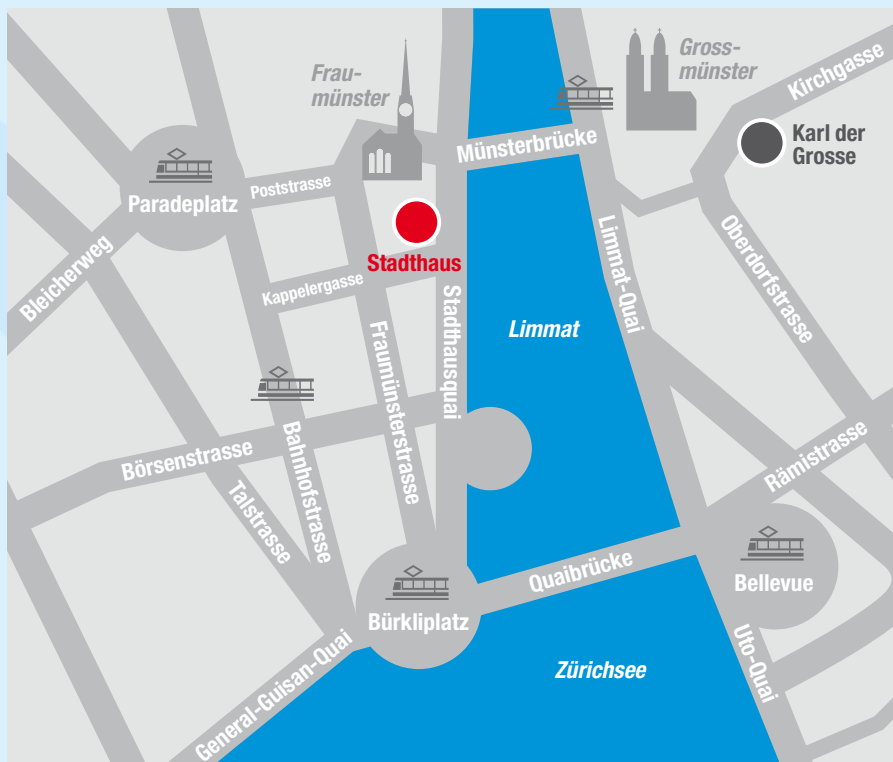 Frau-
münster
Gross-
münster
Kirchgasse
Karl der
Grosse
Münsterbrücke
Paradeplatz
Poststrasse
Bleicherweg
Stadthaus
Kappelergasse
Stadthausquai
Fraumünsterstrasse
Limmat
Limmat-Quai
Oberdorfstrasse
Börsenstrasse
Bahnhofstrasse
Talstrasse
Rämistrasse
Quaibrücke
Bellevue
Bürkliplatz
Uto-Quai
General-Guisan-Quai
Zürichsee